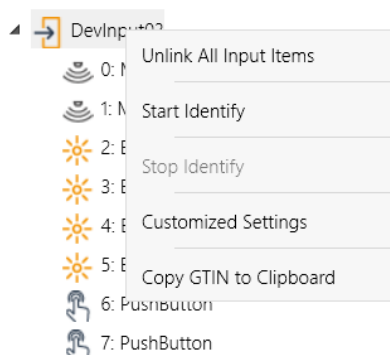 DevInput02
0: M
Unlink All Input Items
1: M
Start Identify
2: E
Stop Identify
3: E
4: E
Customized Settings
5: E
Copy GTIN to Clipboard
6: PushButton
7: PushButton